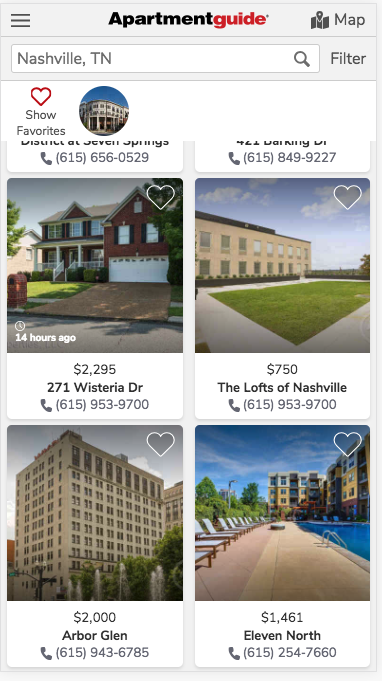 Apartmentguide
Map
Nashville, TN
Filter
Show
Favorites
District at Seven Springs
(615) 656-0529
421 Barking Dr
(615) 849-9227
14 hours ago
$2,295
271 Wisteria Dr
(615) 953-9700
$750
The Lofts of Nashville
(615) 953-9700
$2,000
Arbor Glen
(615) 943-6785
$1,461
Eleven North
(615) 254-7660